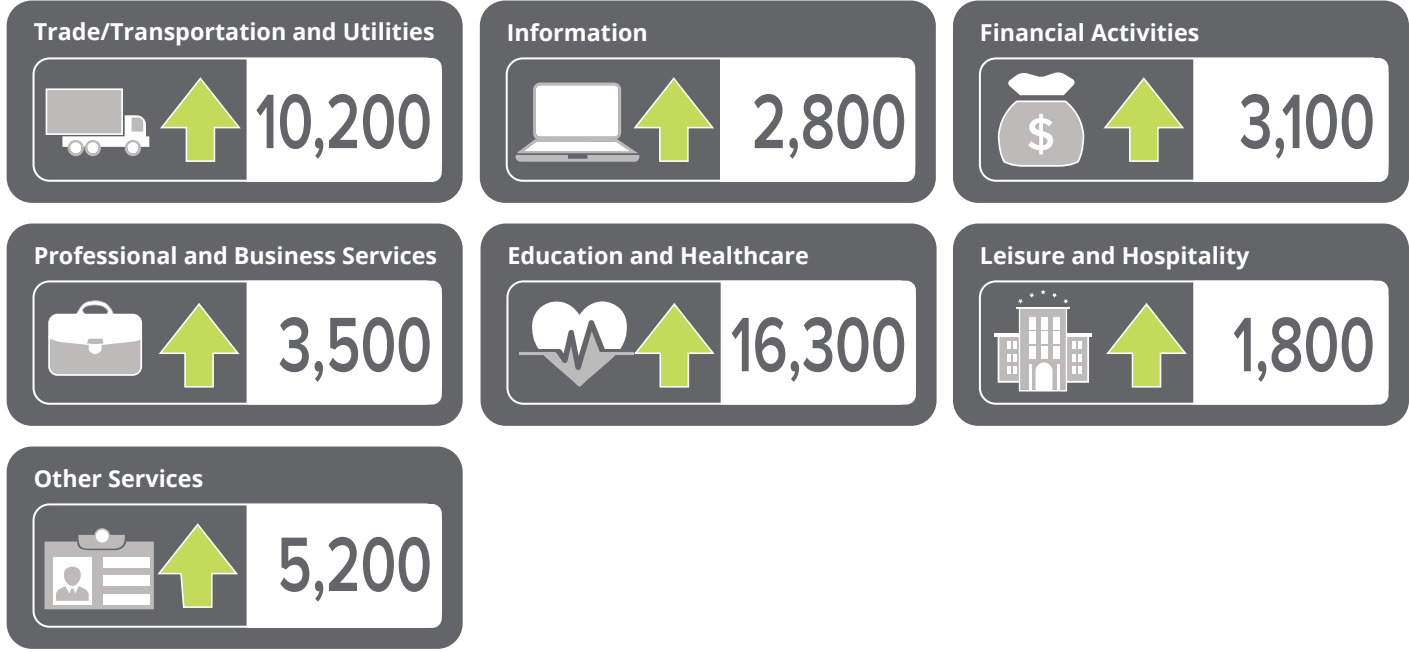 Trade/Transportation and Utilities
10,200
Information
2,800
Financial Activities
$
3,100
Professional and Business Services
3,500
Education and Healthcare
16,300
Leisure and Hospitality
1,800
Other Services
5,200